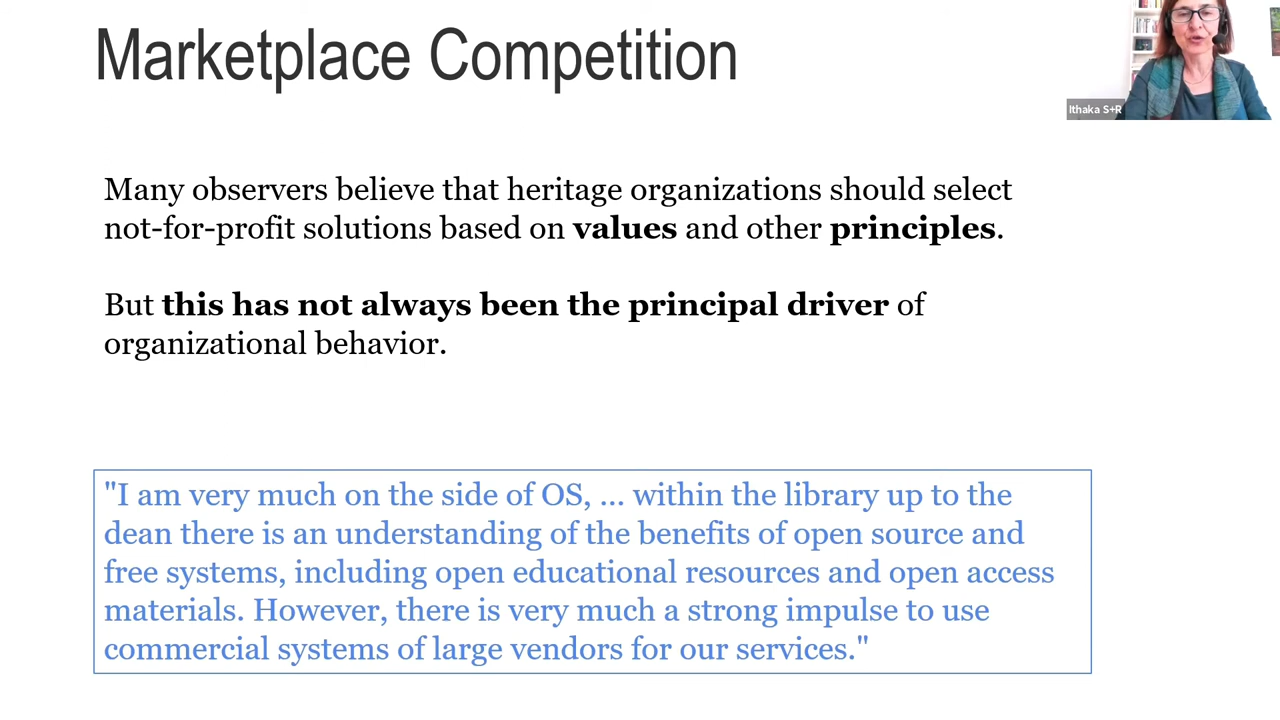 Marketplace Competition
Ithaka S+R
Many observers believe that heritage organizations should select
not-for-profit solutions based on values and other principles.
But this has not always been the principal driver of
organizational behavior.
"I am very much on the side of OS, ... within the library up to the
dean there is an understanding of the benefits of open source and
free systems, including open educational resources and open access
materials. However, there is very much a strong impulse to use
commercial systems of large vendors for our services."